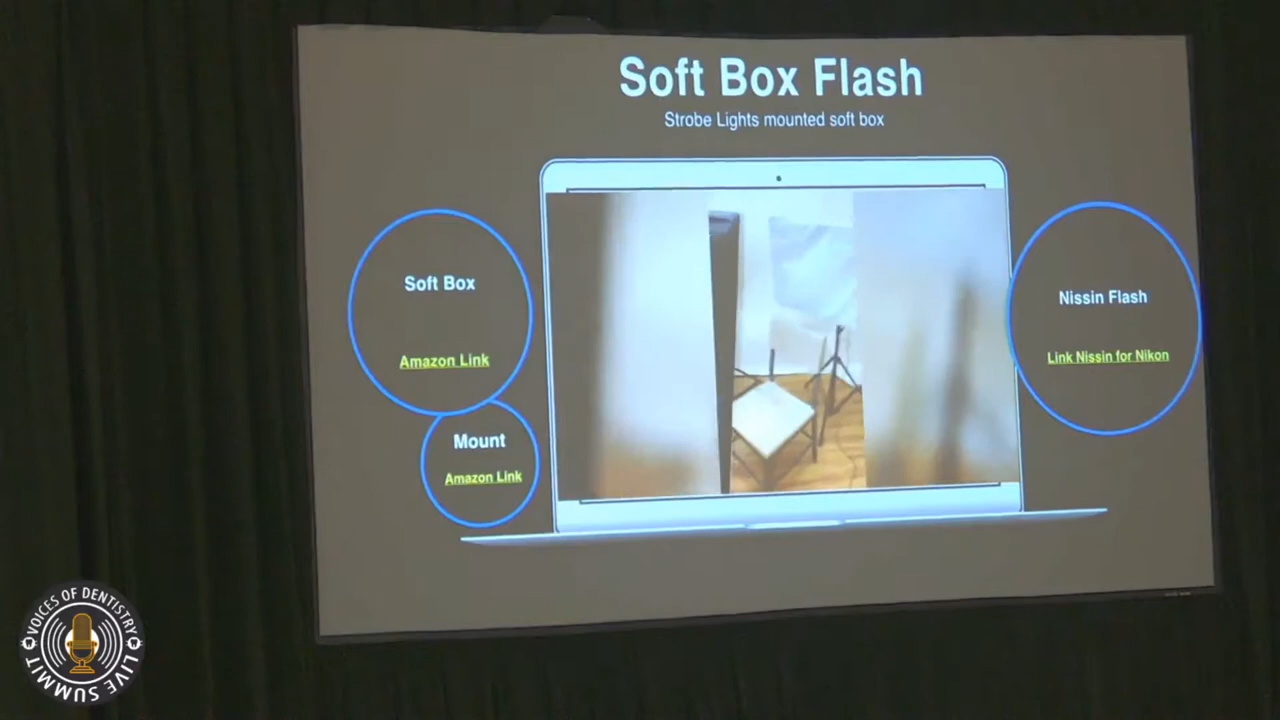 Soft Box Flash
Strobe Lights mounted soft box
Soft Box
Amazon Link
Mount
Amazon Link
Nissin Flash
Link Nissin for Nikon
VOICES OF DENTISTRY
LIVE SUMMIT